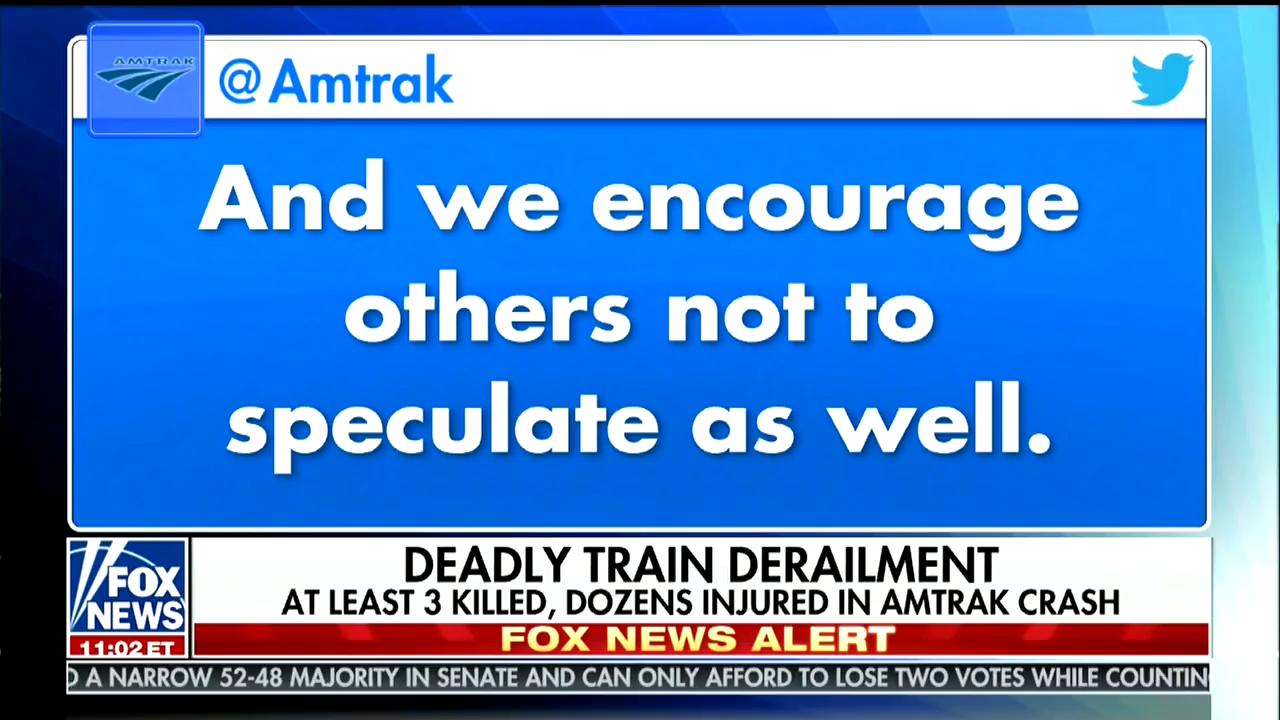 AMTRAK
@Amtrak
And we encourage
others not to
speculate as well.
FOX
NEWS
11:02 ET
DEADLY TRAIN DERAILMENT
AT LEAST 3 KILLED, DOZENS INJURED IN AMTRAK CRASH
FOX NEWS ALERT
D A NARROW 52-48 MAJORITY IN SENATE AND CAN ONLY AFFORD TO LOSE TWO VOTES WHILE COUNTIN